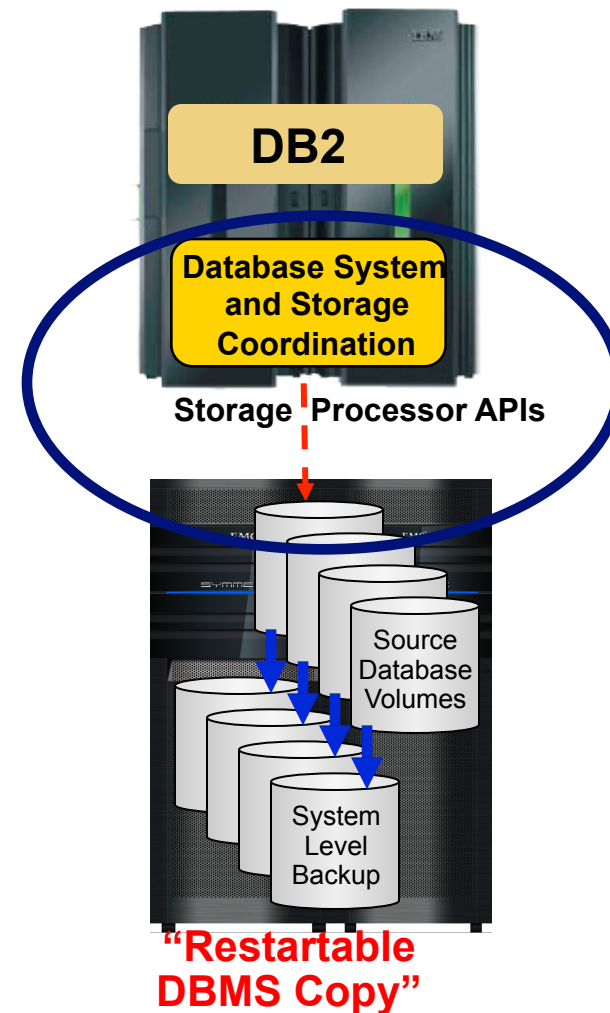 DB2
Database System
and Storage
Coordination
Storage Processor APIs
Source
Database
Volumes
System
Level
Backup
“Restartable
DBMS Copy”